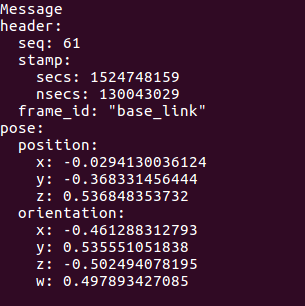 Message
header:
  seq: 61
  stamp:
    secs: 1524748159
    nsecs: 130043029
  frame_id: "base_link"
pose:
  position:
    x: -0.0294130036124
    y: -0.368331456444
    z: 0.536848353732
  orientation:
    x: -0.461288312793
    y: 0.535551051838
    z: -0.502494078195
    w: 0.497893427085